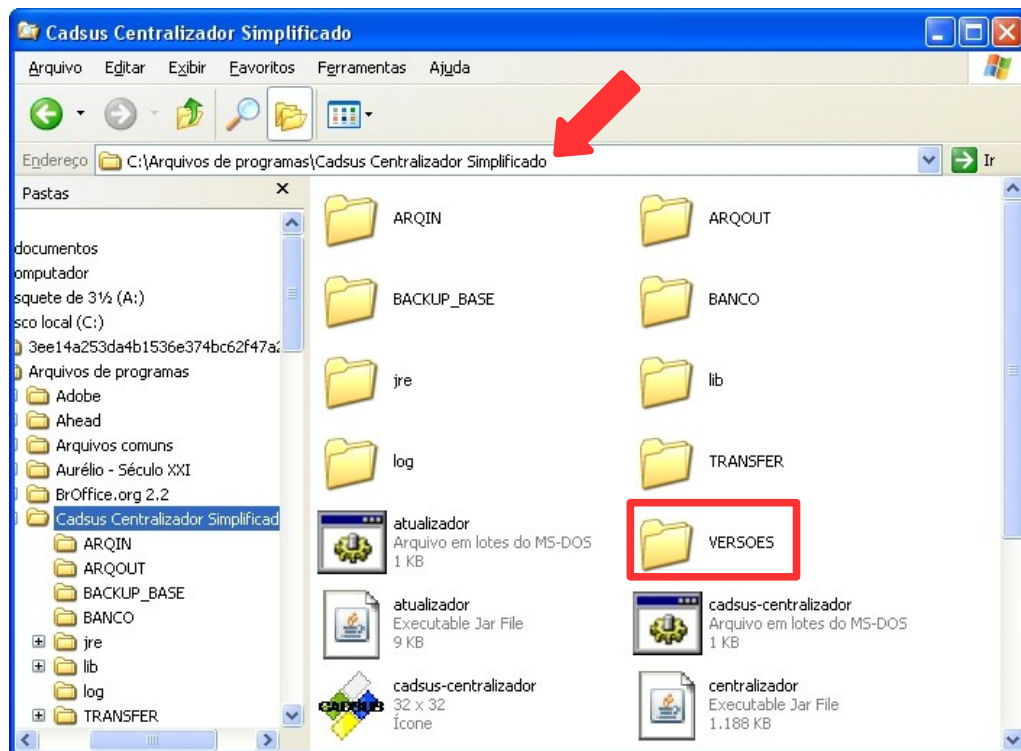 Cadsus Centralizador Simplificado
Arquivo Editar Exibir Favoritos Ferramentas Ajuda
Endereço C:\Arquivos de programas\Cadsus Centralizador Simplificado Ir
Pastas
documentos
omputador
squete de 3½ (A:)
sco local (C:)
3ee14a253da4b1536e374bc62f47a2
Arquivos de programas
Adobe
Ahead
Arquivos comuns
Aurélio - Século XXI
BrOffice.org 2.2
Cadsus Centralizador Simplificad
ARQIN
ARQOUT
BACKUP_BASE
BANCO
jre
lib
log
TRANSFER
ARQIN
ARQOUT
BACKUP_BASE
BANCO
jre
lib
log
TRANSFER
atualizador
Arquivo em lotes do MS-DOS
1 KB
VERSOES
atualizador
Executable Jar File
9 KB
cadsus-centralizador
Arquivo em lotes do MS-DOS
1 KB
CADSUS
cadsus-centralizador
32 x 32
Ícone
centralizador
Executable Jar File
1.188 KB